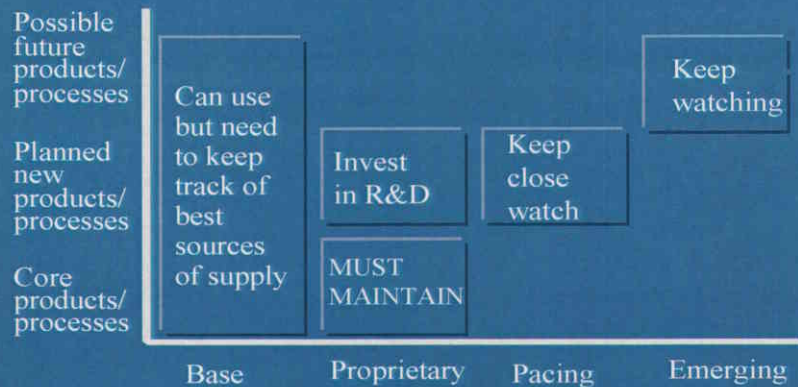 Possible
future
products/
processes
Planned
new
products/
processes
Core
products/
processes
Can use
but need
to keep
track of
best
sources
of supply
Invest
in R&D
MUST
MAINTAIN
Keep
close
watch
Keep
watching
Base
Proprietary
Pacing
Emerging